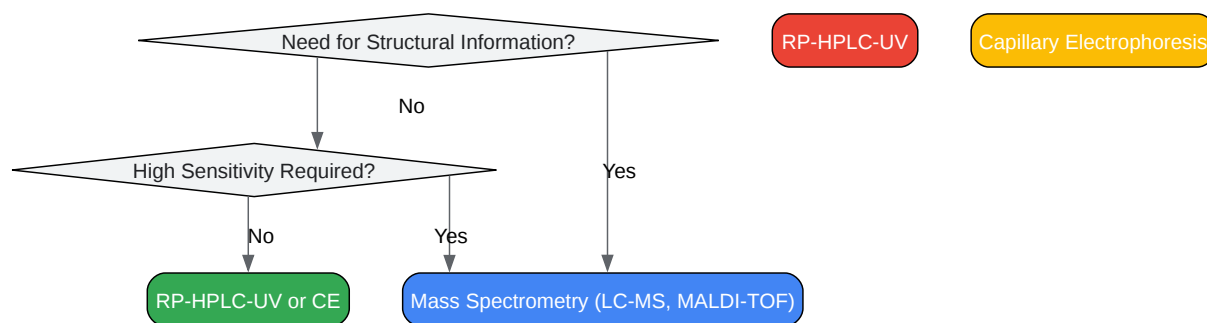 Need for Structural Information?
RP-HPLC-UV
Capillary Electrophoresis
No
High Sensitivity Required?
Yes
No
Yes
RP-HPLC-UV or CE
Mass Spectrometry (LC-MS, MALDI-TOF)